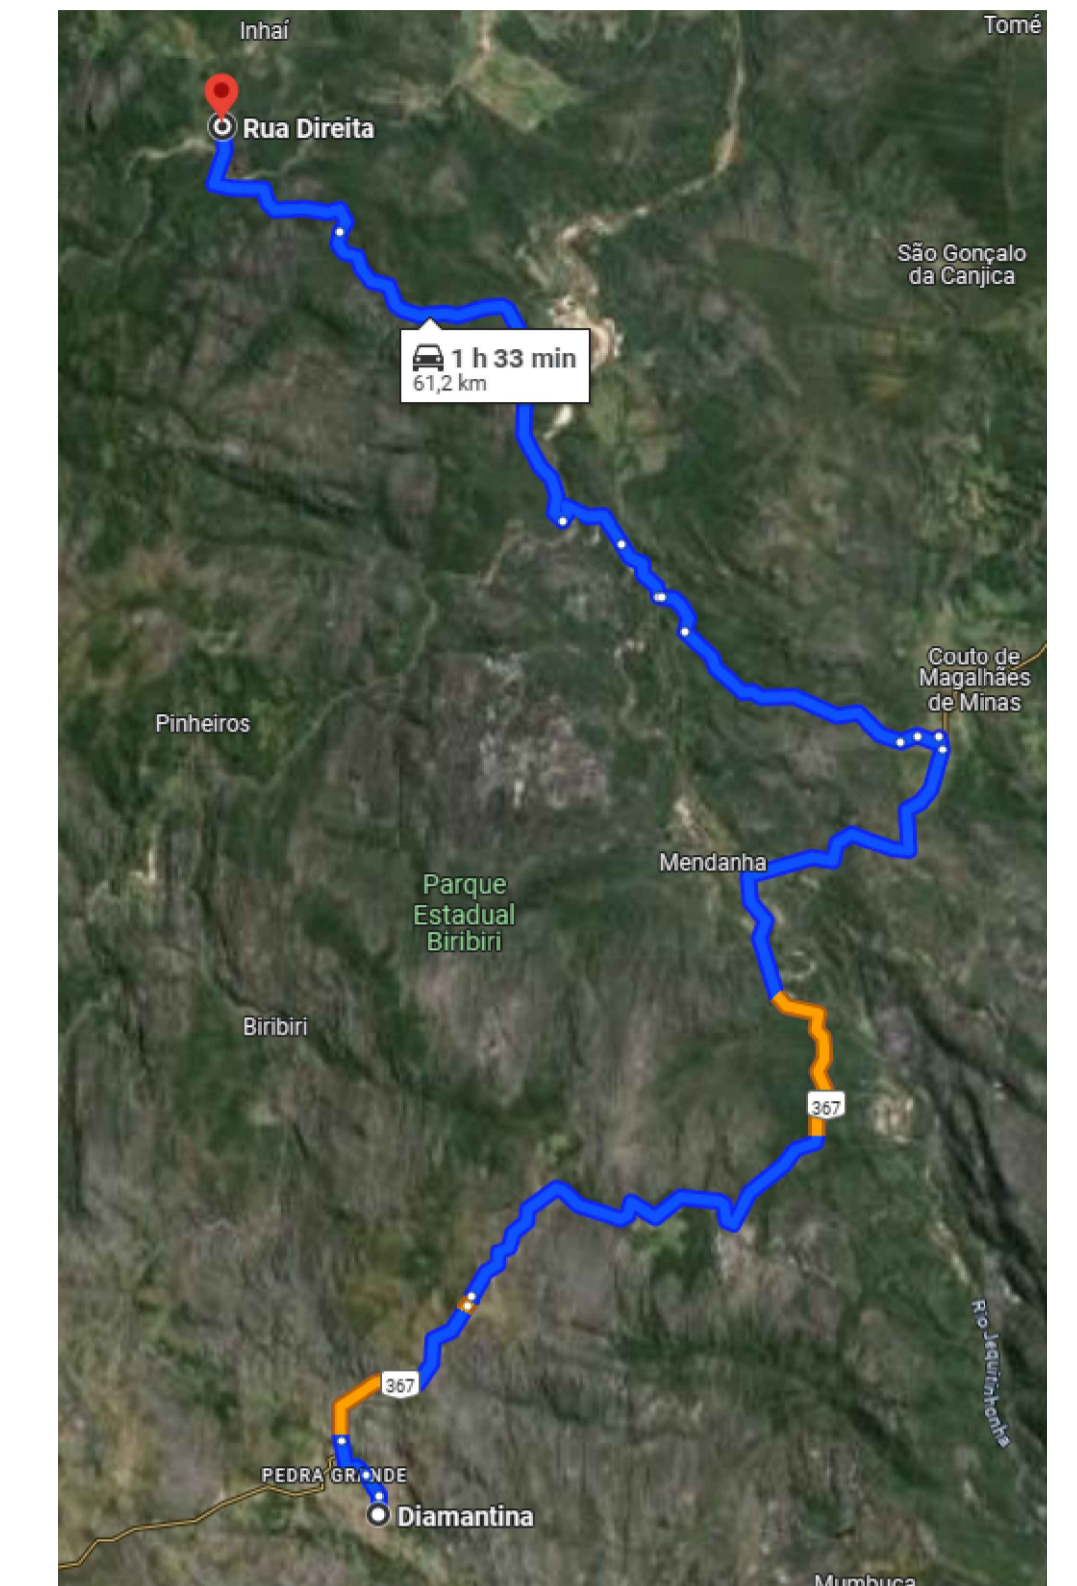 Inhaí
Tomé
Rua Direita
São Gonçalo
da Canjica
1 h 33 min
61,2 km
Couto de
Magalhães
de Minas
Pinheiros
Mendanha
Parque
Estadual
Biribiri
Biribiri
367
Rio Jequitinhonha
367
PEDRA GRANDE
Diamantina
Mumbuca